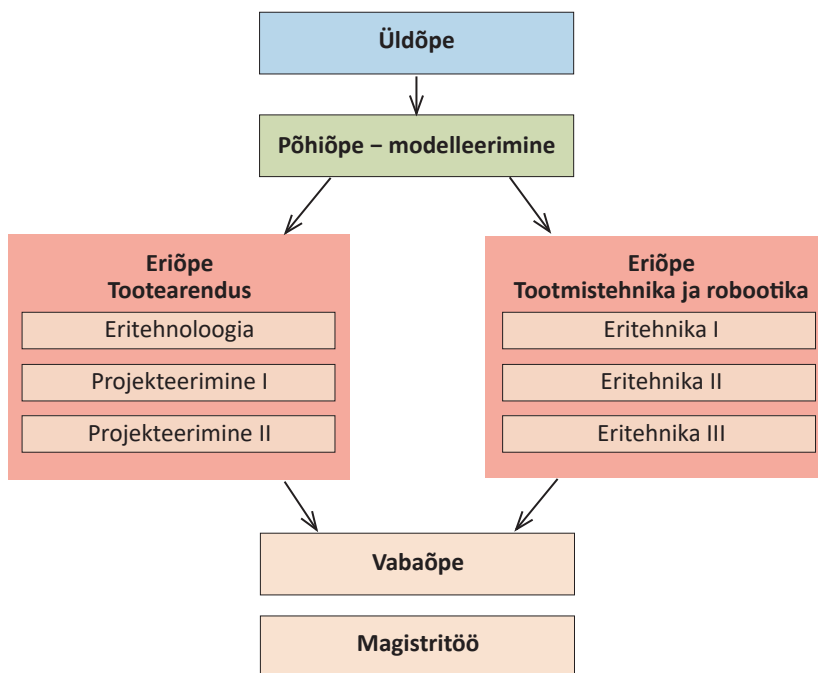 Üldõpe
Põhiõpe – modelleerimine
Eriõpe
Tootearendus
Eritehnoloogia
Projekteerimine I
Projekteerimine II
Eriõpe
Tootmistehnika ja robootika
Eritehnika I
Eritehnika II
Eritehnika III
Vabaõpe
Magistritöö